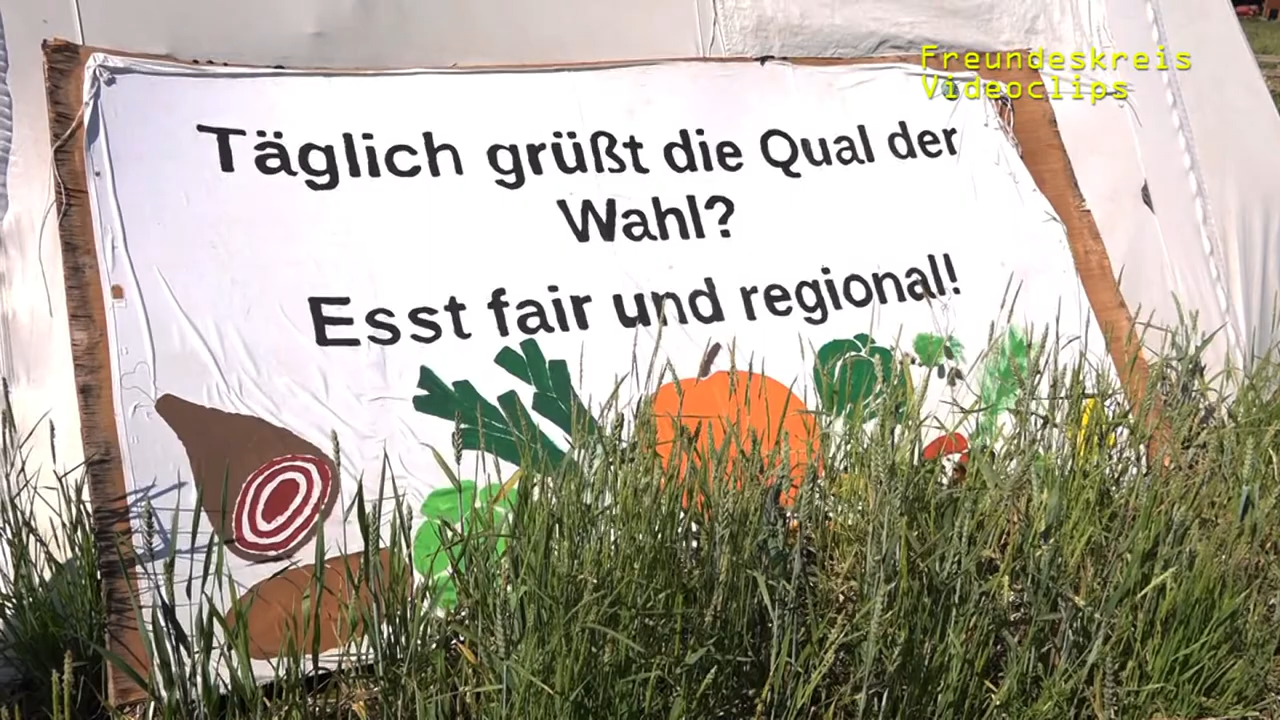 Freundeskreis
Videoclips
Täglich grüßt die Qual der
Wahl?
Esst fair und regional!